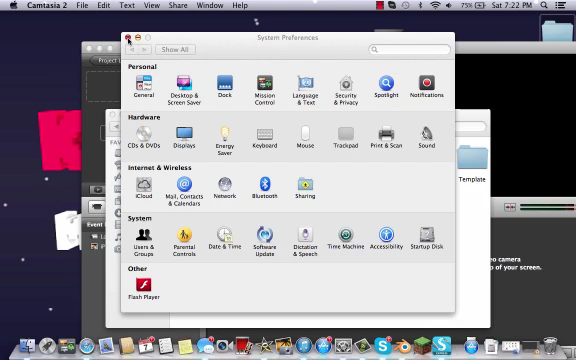 Camtasia 2 File Edit Text View Share Window Help
75% Sat 7:22 PM
System Preferences
Show All
Project L
Personal
General
Desktop & Screen Saver
Dock
Mission Control
Language & Text
Security & Privacy
Spotlight
Notifications
Hardware
CDs & DVDs
Displays
Energy Saver
Keyboard
Mouse
Trackpad
Print & Scan
Sound
FAV
Template
Internet & Wireless
iCloud
Mail, Contacts & Calendars
Network
Bluetooth
Sharing
System
Users & Groups
Parental Controls
Date & Time
Software Update
Dictation & Speech
Time Machine
Accessibility
Startup Disk
Event
eo camera
p of your screen.
Other
Flash Player